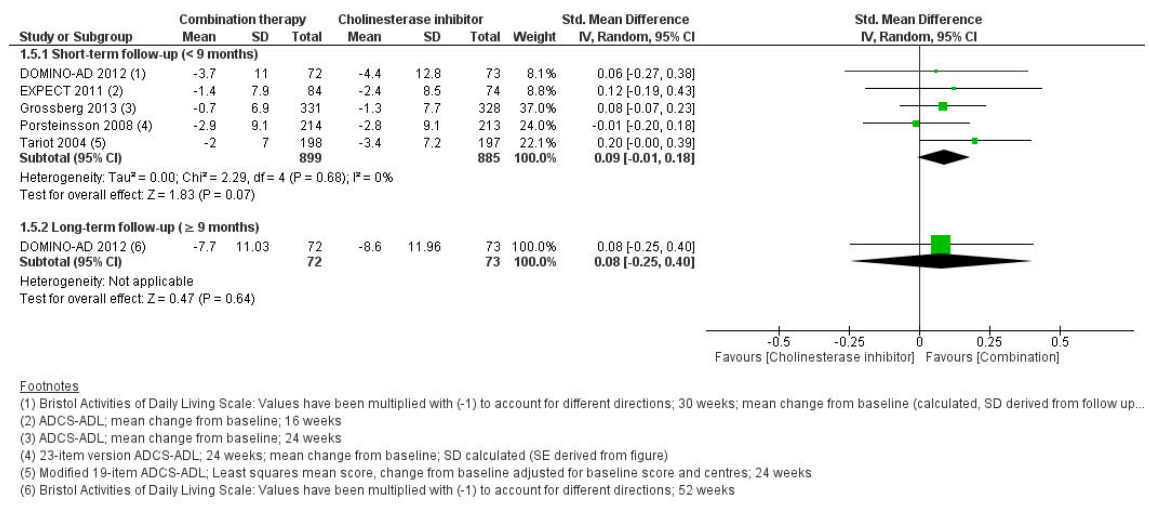 Combination therapy Cholinesterase inhibitor Std. Mean Difference Std. Mean Difference
Study or Subgroup Mean SD Total Mean SD Total Weight IV, Random, 95% CI IV, Random, 95% CI
1.5.1 Short-term follow-up (< 9 months)
DOMINO-AD 2012 (1) -3.7 11 72 -4.4 12.8 73 8.1% 0.06 [-0.27, 0.38]
EXPECT 2011 (2) -1.4 7.9 84 -2.4 8.5 74 8.8% 0.12 [-0.19, 0.43]
Grossberg 2013 (3) -0.7 6.9 331 -1.3 7.7 328 37.0% 0.08 [-0.07, 0.23]
Porsteinsson 2008 (4) -2.9 9.1 214 -2.8 9.1 213 24.0% -0.01 [-0.20, 0.18]
Tariot 2004 (5) -2 7 198 -3.4 7.2 197 22.1% 0.20 [-0.00, 0.39]
Subtotal (95% CI) 899 885 100.0% 0.09 [-0.01, 0.18]
Heterogeneity: Tau² = 0.00; Chi² = 2.29, df = 4 (P = 0.68); I² = 0%
Test for overall effect: Z = 1.83 (P = 0.07)
1.5.2 Long-term follow-up (≥ 9 months)
DOMINO-AD 2012 (6) -7.7 11.03 72 -8.6 11.96 73 100.0% 0.08 [-0.25, 0.40]
Subtotal (95% CI) 72 73 100.0% 0.08 [-0.25, 0.40]
Heterogeneity: Not applicable
Test for overall effect: Z = 0.47 (P = 0.64)
-0.5 -0.25 0 0.25 0.5
Favours [Cholinesterase inhibitor] Favours [Combination]
Footnotes
(1) Bristol Activities of Daily Living Scale: Values have been multiplied with (-1) to account for different directions; 30 weeks; mean change from baseline (calculated, SD derived from follow up...
(2) ADCS-ADL; mean change from baseline; 16 weeks
(3) ADCS-ADL; mean change from baseline; 24 weeks
(4) 23-item version ADCS-ADL; 24 weeks; mean change from baseline; SD calculated (SE derived from figure)
(5) Modified 19-item ADCS-ADL; Least squares mean score, change from baseline adjusted for baseline score and centres; 24 weeks
(6) Bristol Activities of Daily Living Scale: Values have been multiplied with (-1) to account for different directions; 52 weeks